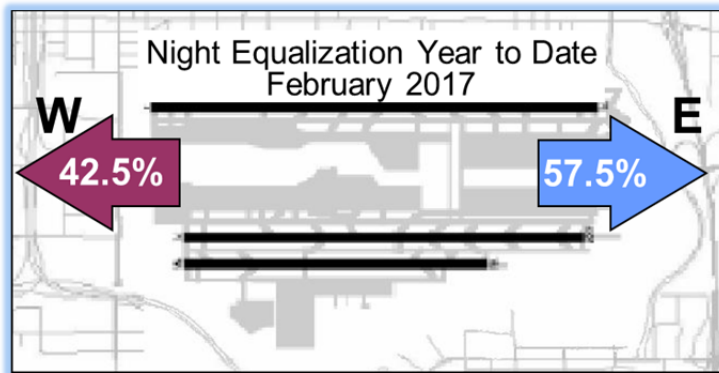 Night Equalization Year to Date
February 2017
W
E
42.5%
57.5%